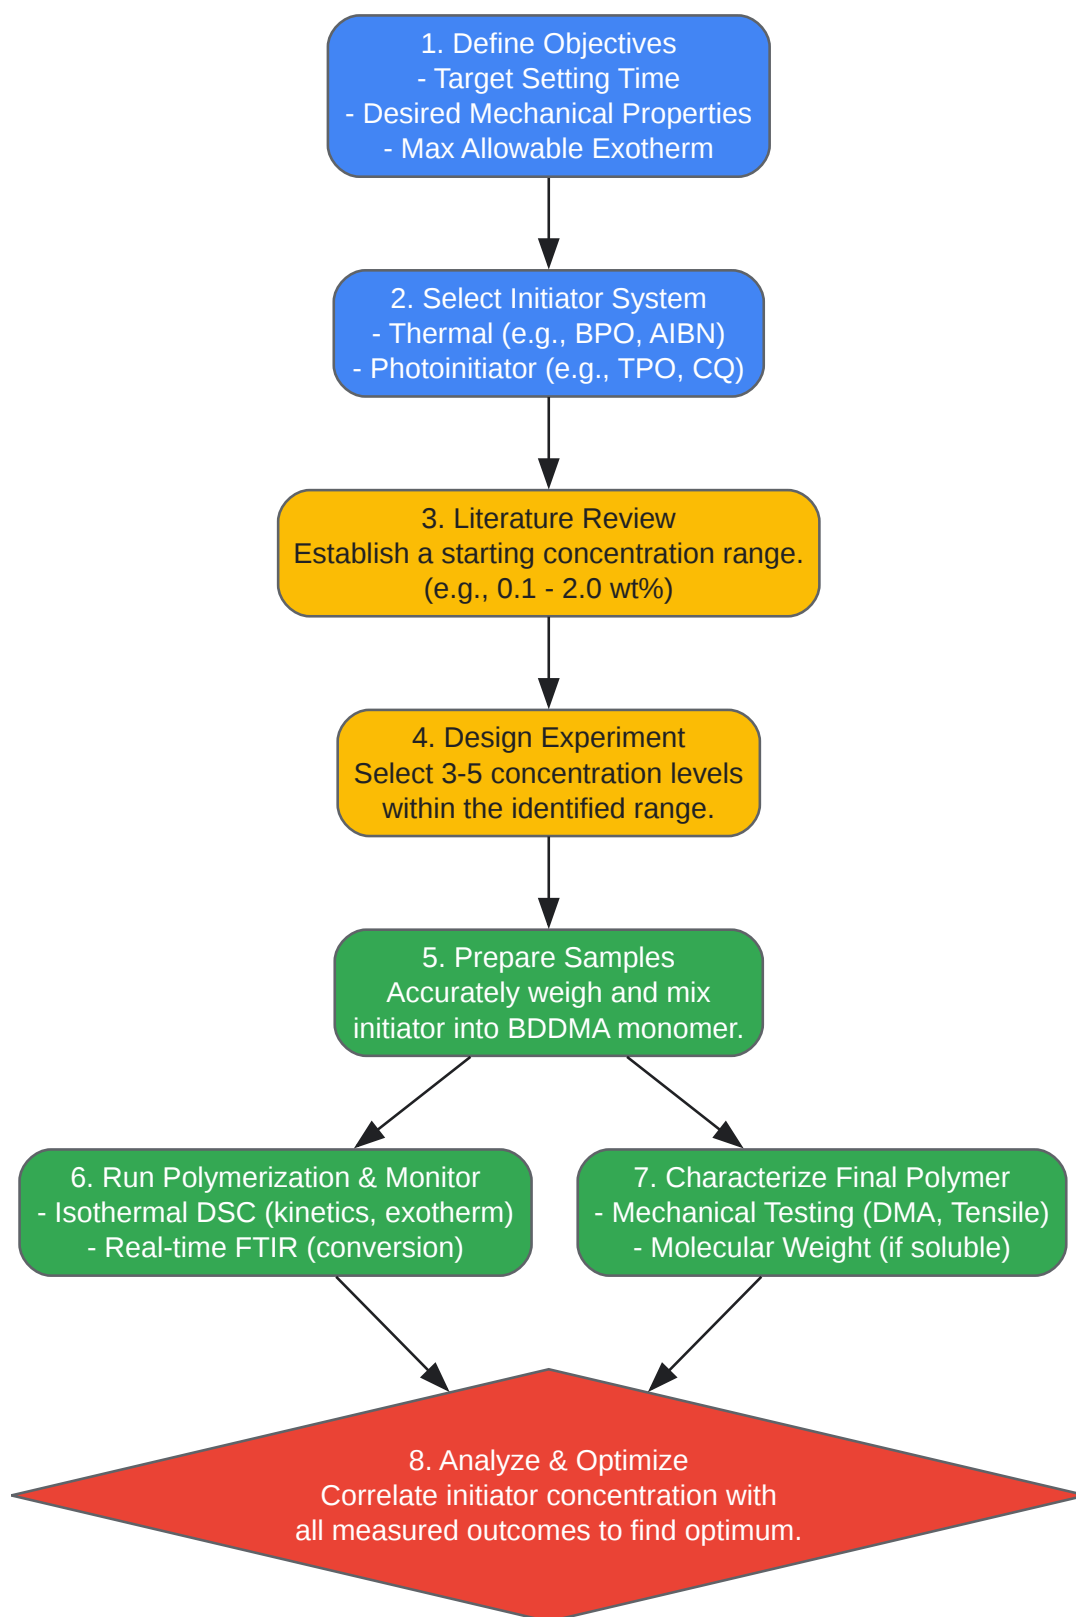 1. Define Objectives
- Target Setting Time
- Desired Mechanical Properties
- Max Allowable Exotherm
2. Select Initiator System
- Thermal (e.g., BPO, AIBN)
- Photoinitiator (e.g., TPO, CQ)
3. Literature Review
Establish a starting concentration range.
(e.g., 0.1 - 2.0 wt%)
4. Design Experiment
Select 3-5 concentration levels
within the identified range.
5. Prepare Samples
Accurately weigh and mix
initiator into BDDMA monomer.
6. Run Polymerization & Monitor
- Isothermal DSC (kinetics, exotherm)
- Real-time FTIR (conversion)
7. Characterize Final Polymer
- Mechanical Testing (DMA, Tensile)
- Molecular Weight (if soluble)
8. Analyze & Optimize
Correlate initiator concentration with
all measured outcomes to find optimum.